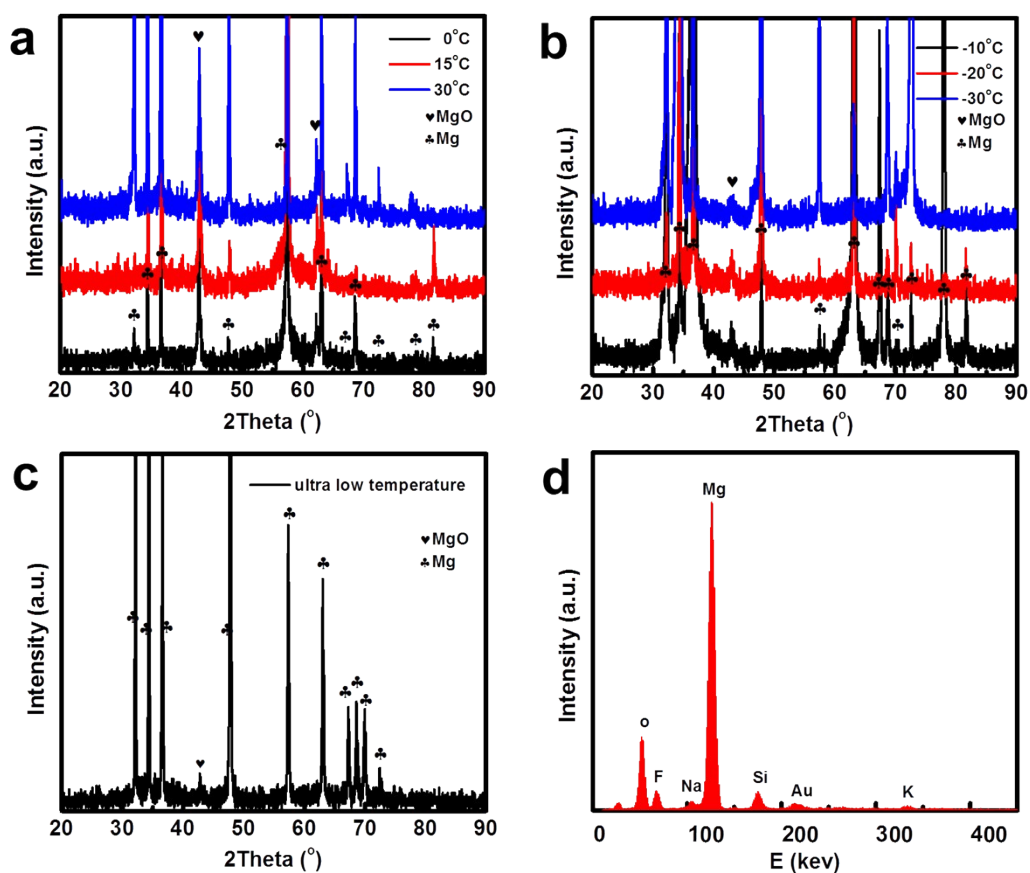 a
0°C
15°C
30°C
♥MgO
♣Mg
Intensity (a.u.)
20 30 40 50 60 70 80 90
2Theta (°)
b
-10°C
-20°C
-30°C
♥MgO
♣Mg
Intensity (a.u.)
20 30 40 50 60 70 80 90
2Theta (°)
c
ultra low temperature
♥MgO
♣Mg
Intensity (a.u.)
20 30 40 50 60 70 80 90
2Theta (°)
d
Mg
O
F
Na
Si
Au
K
Intensity (a.u.)
0 100 200 300 400
E (kev)